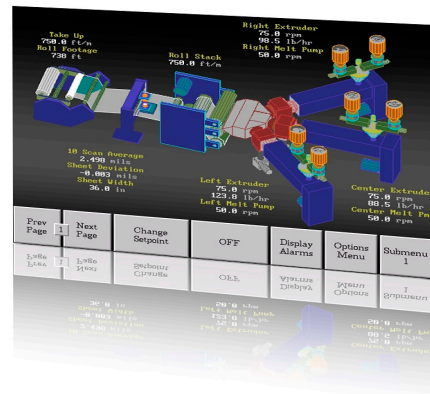 Right Extruder
75.0 rpm
98.5 lb/hr
Right Melt Pump
50.0 rpm
Take Up
750.0 ft/m
Roll Footage
738 ft
Roll Stack
750.0 ft/m
10 Scan Average
2.498 mils
Sheet Deviation
-0.003 mils
Sheet Width
36.0 in
Left Extruder
75.0 rpm
123.8 lb/hr
Left Melt Pump
50.0 rpm
Center Extrude
75.0 rpm
88.5 lb/hr
Center Melt Pm
50.0 rpm
Prev Page
1
Next Page
Change Setpoint
OFF
Display Alarms
Options Menu
Submenu 1